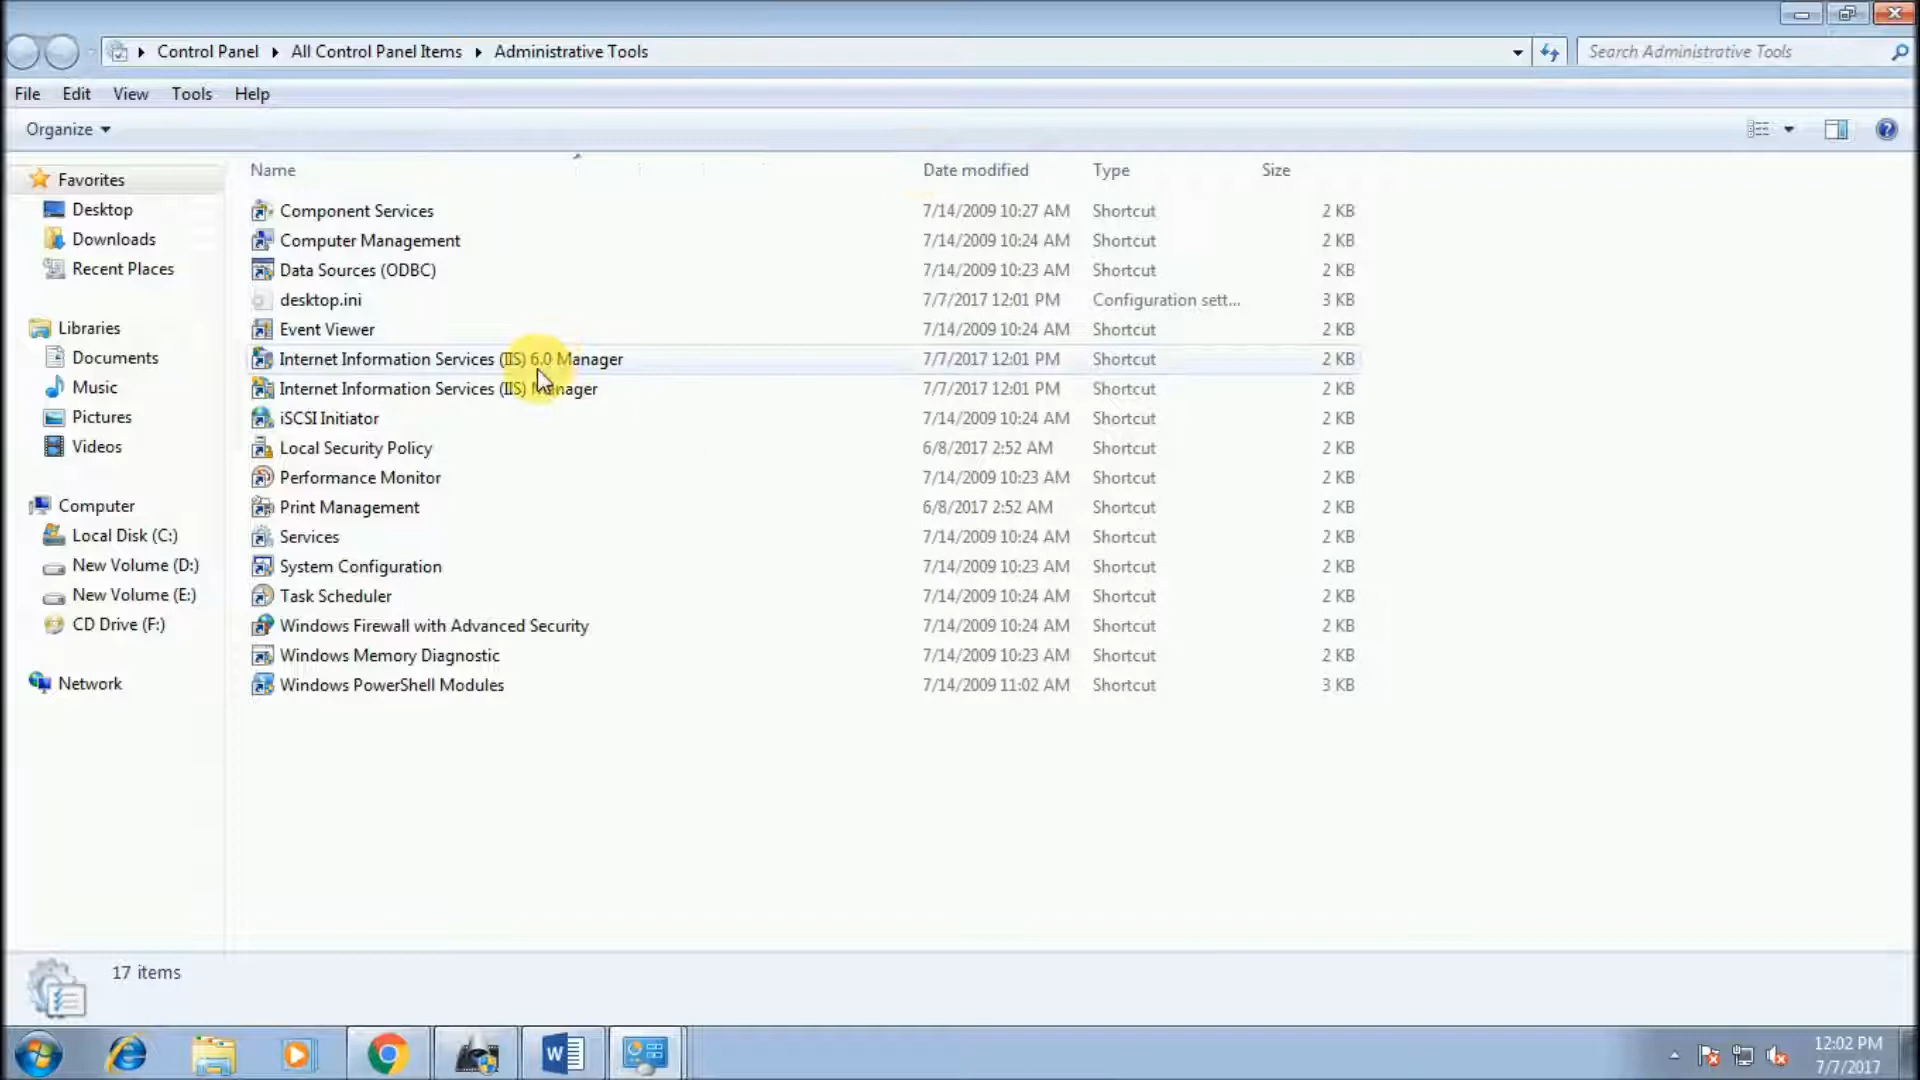 Control Panel All Control Panel Items Administrative Tools
Search Administrative Tools
File Edit View Tools Help
Organize
Name Date modified Type Size
Favorites
Desktop
Downloads
Recent Places
Libraries
Documents
Music
Pictures
Videos
Computer
Local Disk (C:)
New Volume (D:)
New Volume (E:)
CD Drive (F:)
Network
Component Services 7/14/2009 10:27 AM Shortcut 2 KB
Computer Management 7/14/2009 10:24 AM Shortcut 2 KB
Data Sources (ODBC) 7/14/2009 10:23 AM Shortcut 2 KB
desktop.ini 7/7/2017 12:01 PM Configuration sett... 3 KB
Event Viewer 7/14/2009 10:24 AM Shortcut 2 KB
Internet Information Services (IIS) 6.0 Manager 7/7/2017 12:01 PM Shortcut 2 KB
Internet Information Services (IIS) Manager 7/7/2017 12:01 PM Shortcut 2 KB
iSCSI Initiator 7/14/2009 10:24 AM Shortcut 2 KB
Local Security Policy 6/8/2017 2:52 AM Shortcut 2 KB
Performance Monitor 7/14/2009 10:23 AM Shortcut 2 KB
Print Management 6/8/2017 2:52 AM Shortcut 2 KB
Services 7/14/2009 10:24 AM Shortcut 2 KB
System Configuration 7/14/2009 10:23 AM Shortcut 2 KB
Task Scheduler 7/14/2009 10:24 AM Shortcut 2 KB
Windows Firewall with Advanced Security 7/14/2009 10:24 AM Shortcut 2 KB
Windows Memory Diagnostic 7/14/2009 10:23 AM Shortcut 2 KB
Windows PowerShell Modules 7/14/2009 11:02 AM Shortcut 3 KB
17 items
12:02 PM
7/7/2017